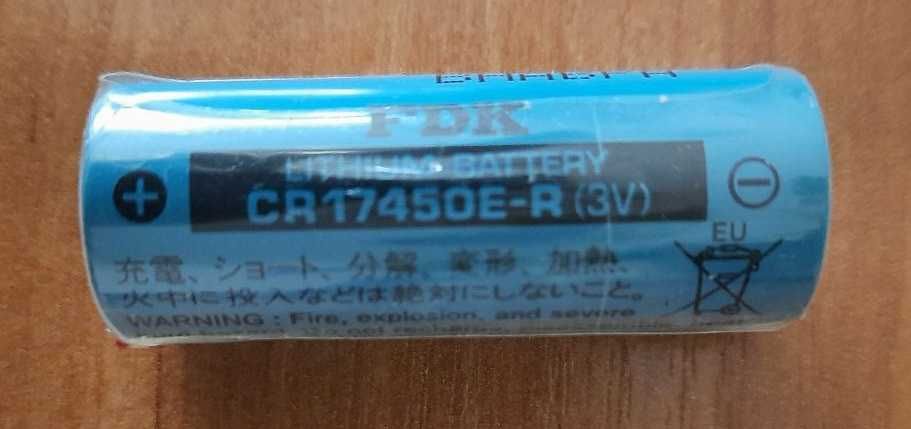 FDK
LITHIUM BATTERY
CR17450E-R (3V)
EU
充電、ショート、分解、変形、加熱、
火中に投入などは絶対にしないこと。
WARNING : Fire, explosion, and severe